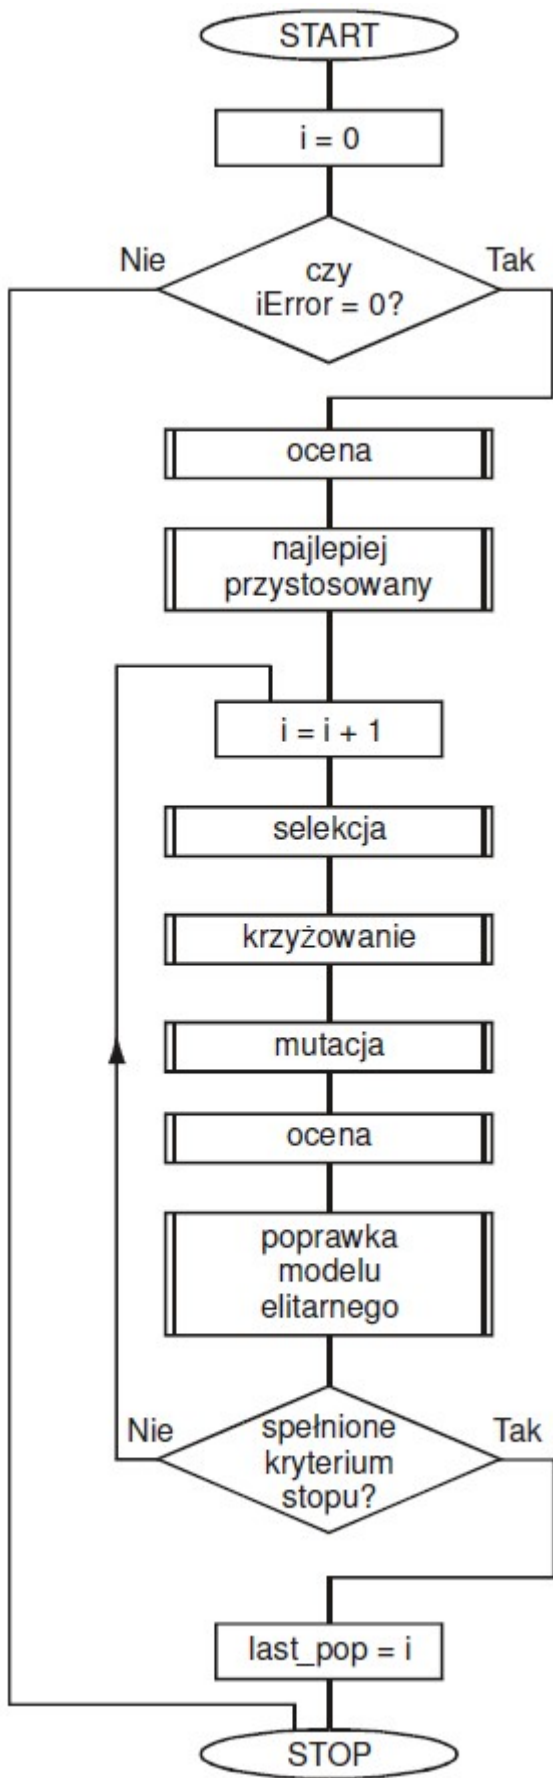 START
i = 0
Nie
Tak
czy
iError = 0?
ocena
najlepiej
przystosowany
i = i + 1
selekcja
krzyżowanie
mutacja
ocena
poprawka
modelu
elitarnego
Nie
Tak
spełnione
kryterium
stopu?
last_pop = i
STOP